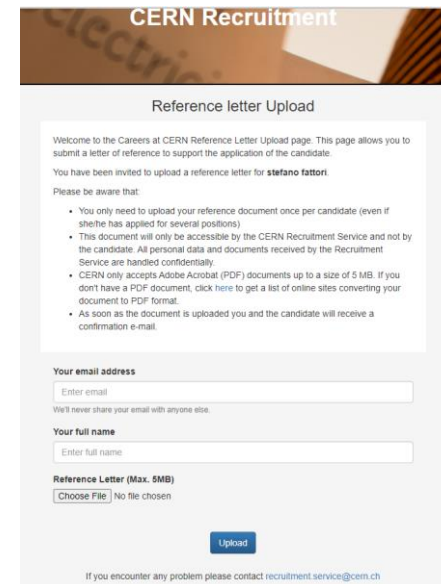 electric
CERN Recruitment
Reference letter Upload
Welcome to the Careers at CERN Reference Letter Upload page. This page allows you to
submit a letter of reference to support the application of the candidate.
You have been invited to upload a reference letter for stefano fattori.
Please be aware that:
• You only need to upload your reference document once per candidate (even if
she/he has applied for several positions)
• This document will only be accessible by the CERN Recruitment Service and not by
the candidate. All personal data and documents received by the Recruitment
Service are handled confidentially.
• CERN only accepts Adobe Acrobat (PDF) documents up to a size of 5 MB. If you
don't have a PDF document, click here to get a list of online sites converting your
document to PDF format.
• As soon as the document is uploaded you and the candidate will receive a
confirmation e-mail.
Your email address
Enter email
We'll never share your email with anyone else.
Your full name
Enter full name
Reference Letter (Max. 5MB)
Choose File No file chosen
Upload
If you encounter any problem please contact recruitment.service@cern.ch